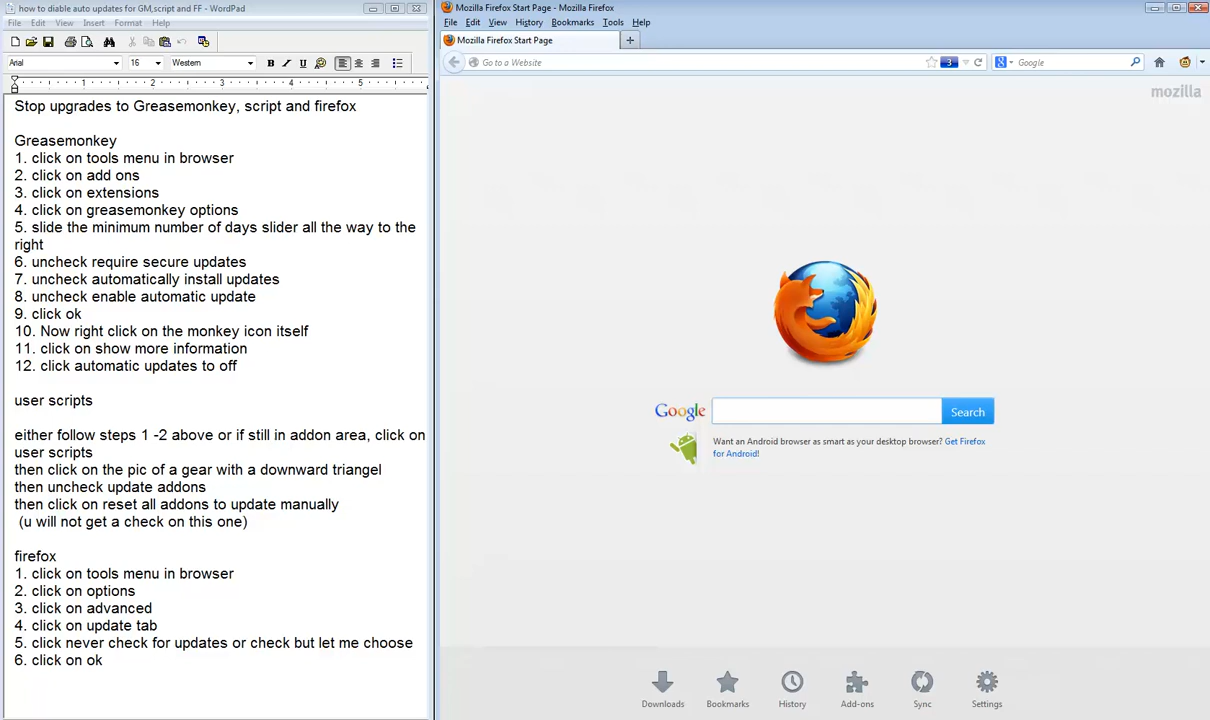 how to diable auto updates for GM,script and FF - WordPad
File Edit View Insert Format Help
Arial 16 Western B I U
1 2 3 4 5
Stop upgrades to Greasemonkey, script and firefox
Greasemonkey
1. click on tools menu in browser
2. click on add ons
3. click on extensions
4. click on greasemonkey options
5. slide the minimum number of days slider all the way to the
right
6. uncheck require secure updates
7. uncheck automatically install updates
8. uncheck enable automatic update
9. click ok
10. Now right click on the monkey icon itself
11. click on show more information
12. click automatic updates to off
user scripts
either follow steps 1 -2 above or if still in addon area, click on
user scripts
then click on the pic of a gear with a downward triangel
then uncheck update addons
then click on reset all addons to update manually
(u will not get a check on this one)
firefox
1. click on tools menu in browser
2. click on options
3. click on advanced
4. click on update tab
5. click never check for updates or check but let me choose
6. click on ok
Mozilla Firefox Start Page - Mozilla Firefox
File Edit View History Bookmarks Tools Help
Mozilla Firefox Start Page +
Go to a Website 3 Google
mozilla
Google Search
Want an Android browser as smart as your desktop browser? Get Firefox
for Android!
Downloads Bookmarks History Add-ons Sync Settings